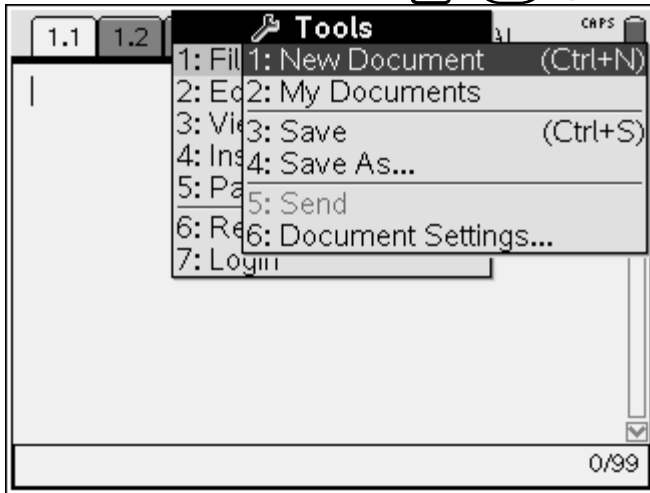 Tools
CAPS
1.1 1.2
1: Fil
1: New Document (Ctrl+N)
2: Ed
2: My Documents
3: Vie
3: Save (Ctrl+S)
4: Ins
4: Save As...
5: Pa
5: Send
6: Re
6: Document Settings...
7: Login
0/99